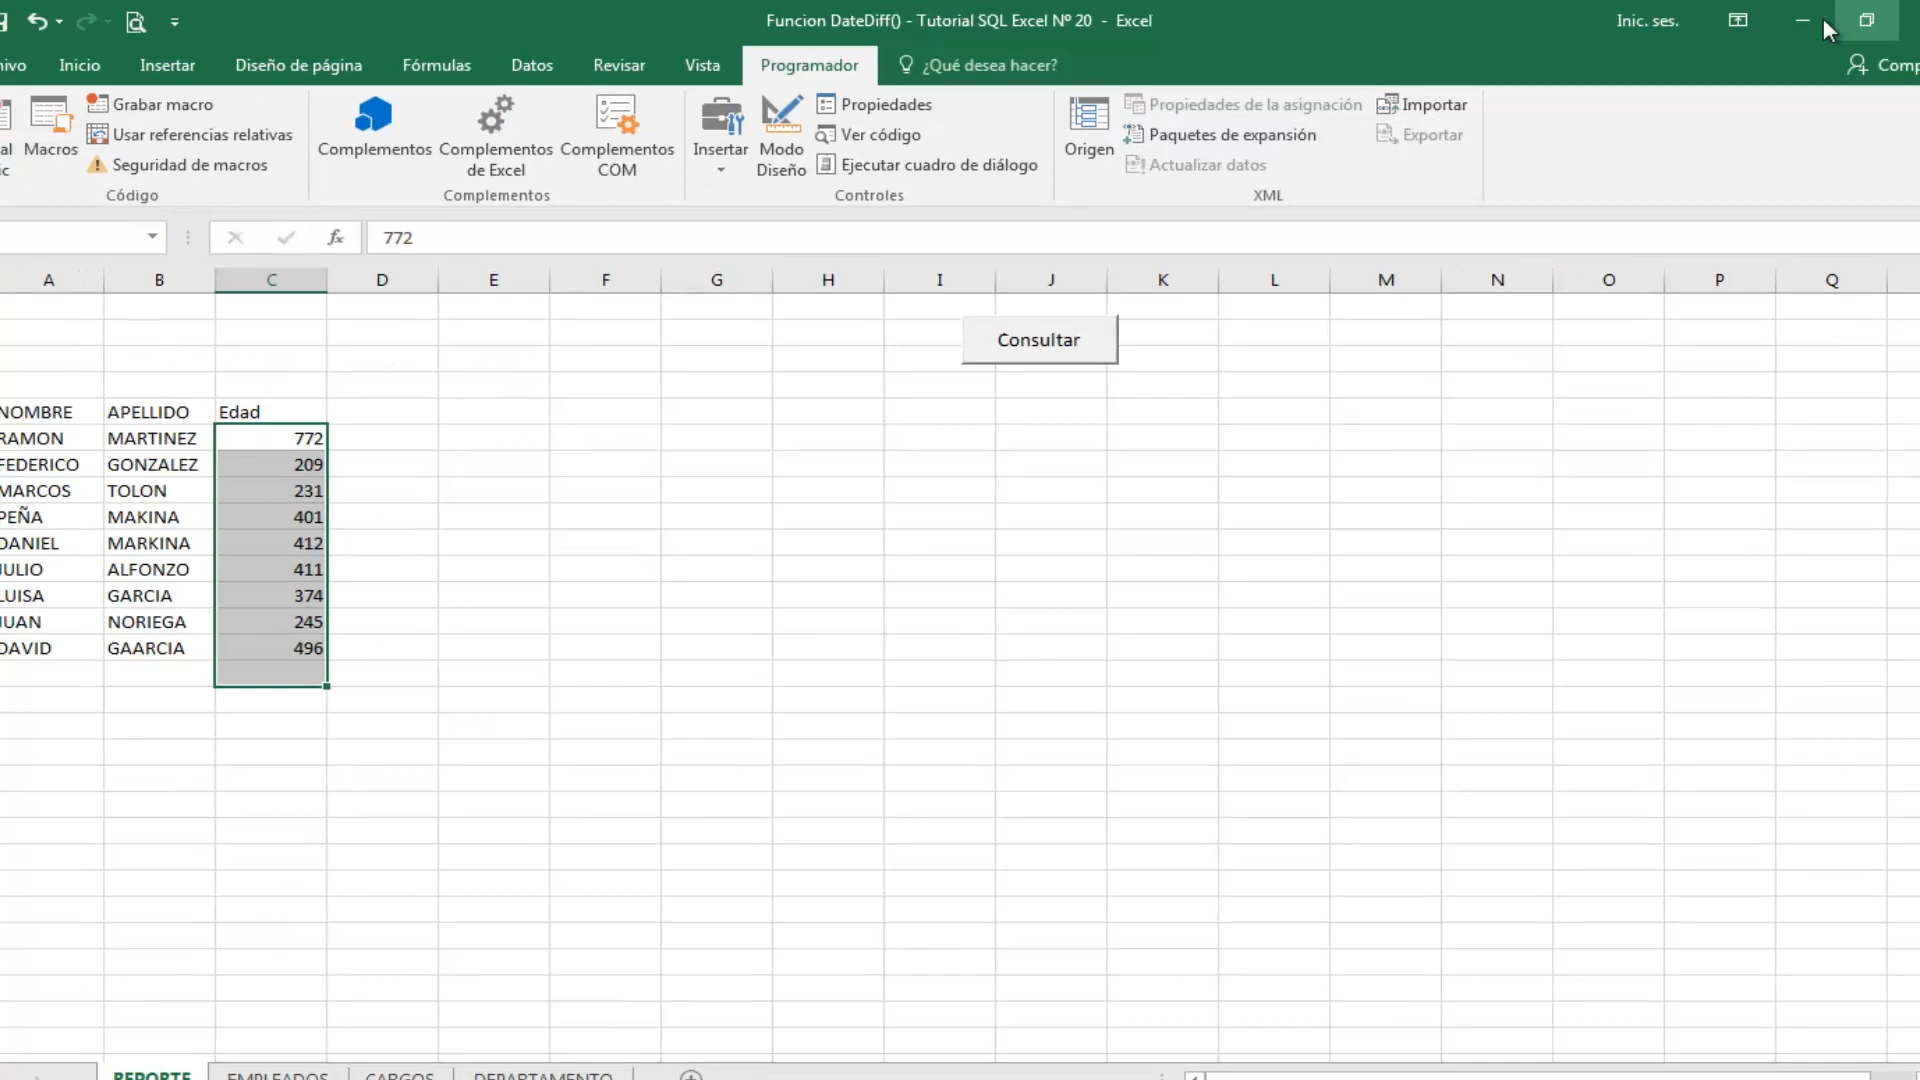 Funcion DateDiff() - Tutorial SQL Excel Nº 20 - Excel
Inic. ses.
Inicio Insertar Diseño de página Fórmulas Datos Revisar Vista Programador ¿Qué desea hacer?
Macros
Grabar macro
Usar referencias relativas
Seguridad de macros
Código
Complementos
Complementos
de Excel
Complementos
COM
Complementos
Insertar
Modo
Diseño
Propiedades
Ver código
Ejecutar cuadro de diálogo
Controles
Origen
Propiedades de la asignación
Paquetes de expansión
Actualizar datos
Importar
Exportar
XML
fx 772
A B C D E F G H I J K L M N O P Q
Consultar
NOMBRE APELLIDO Edad
RAMON MARTINEZ 772
FEDERICO GONZALEZ 209
MARCOS TOLON 231
PEÑA MAKINA 401
DANIEL MARKINA 412
JULIO ALFONZO 411
LUISA GARCIA 374
JUAN NORIEGA 245
DAVID GAARCIA 496
REPORTE EMPLEADOS CARGOS DEPARTAMENTO